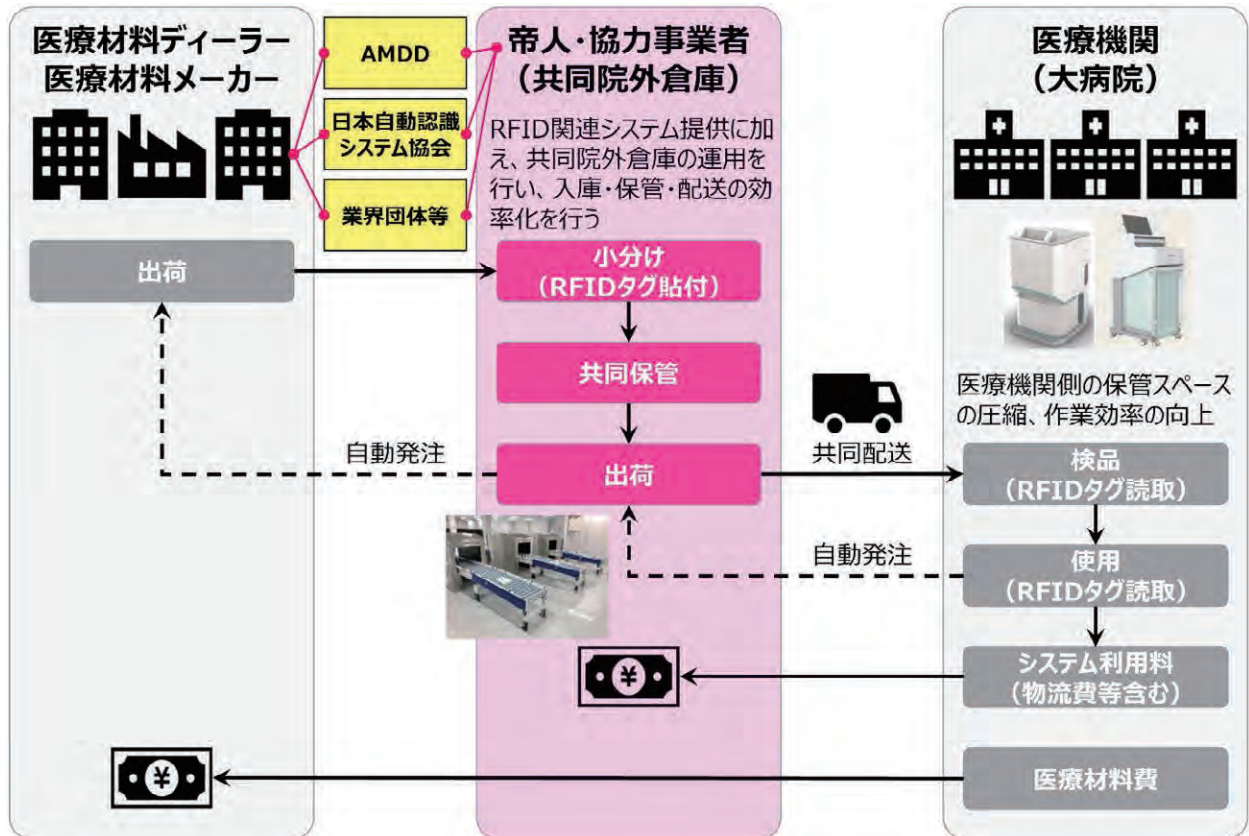 医療材料ディーラー
医療材料メーカー
AMDD
日本自動認識
システム協会
業界団体等
出荷
自動発注
¥
帝人・協力事業者
(共同院外倉庫)
RFID関連システム提供に加
え、共同院外倉庫の運用を
行い、入庫・保管・配送の効
率化を行う
小分け
(RFIDタグ貼付)
共同保管
出荷
¥
共同配送
自動発注
医療機関
(大病院)
医療機関側の保管スペース
の圧縮、作業効率の向上
検品
(RFIDタグ読取)
使用
(RFIDタグ読取)
システム利用料
(物流費等含む)
医療材料費